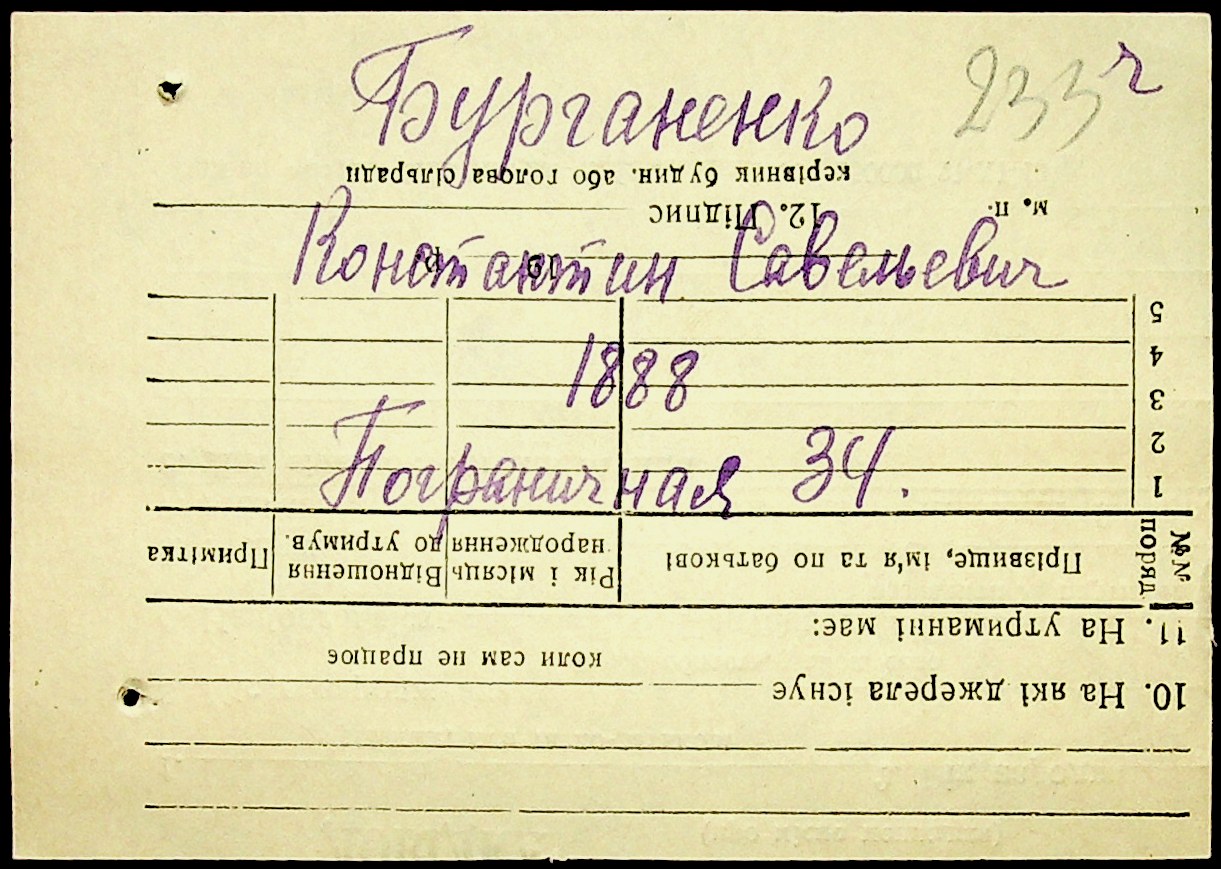 Бурганенко
233 ч
Константин Савельевич
1888
Пограничная 34.
10. На які джерела існує
коли сам не працює
11. На утриманні має:
№№ поряд
Прізвище, ім'я та по батькові
Рік і місяць народження
Відношення до утримув.
Примітка
1
2
3
4
5
19 р.
12. Підпис
м. п.
керівник будин. або голова сільради